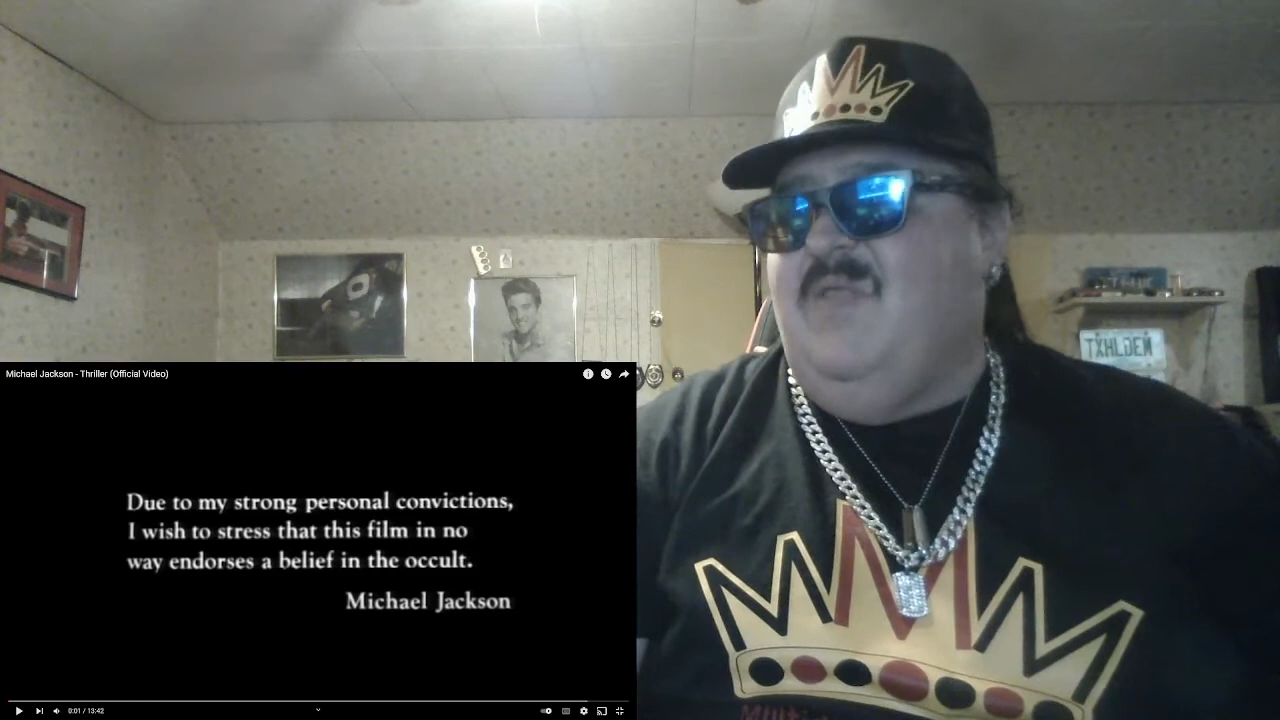 TXHLDEM
Michael Jackson - Thriller (Official Video)
Due to my strong personal convictions,
I wish to stress that this film in no
way endorses a belief in the occult.
Michael Jackson
0:01 / 13:42